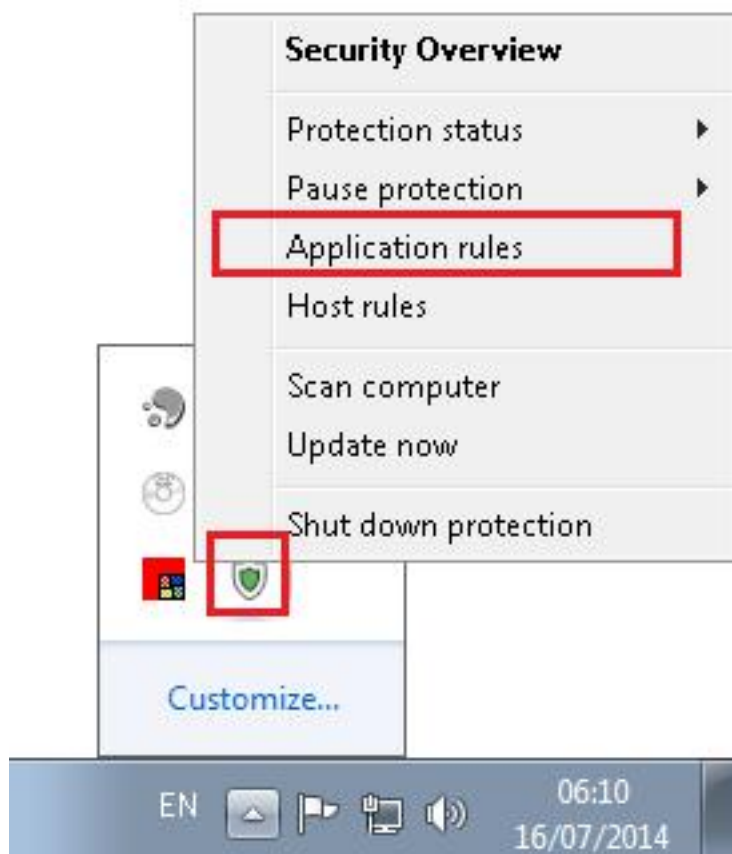 Security Overview
Protection status
Pause protection
Application rules
Host rules
Scan computer
Update now
Shut down protection
Customize...
EN
06:10
16/07/2014